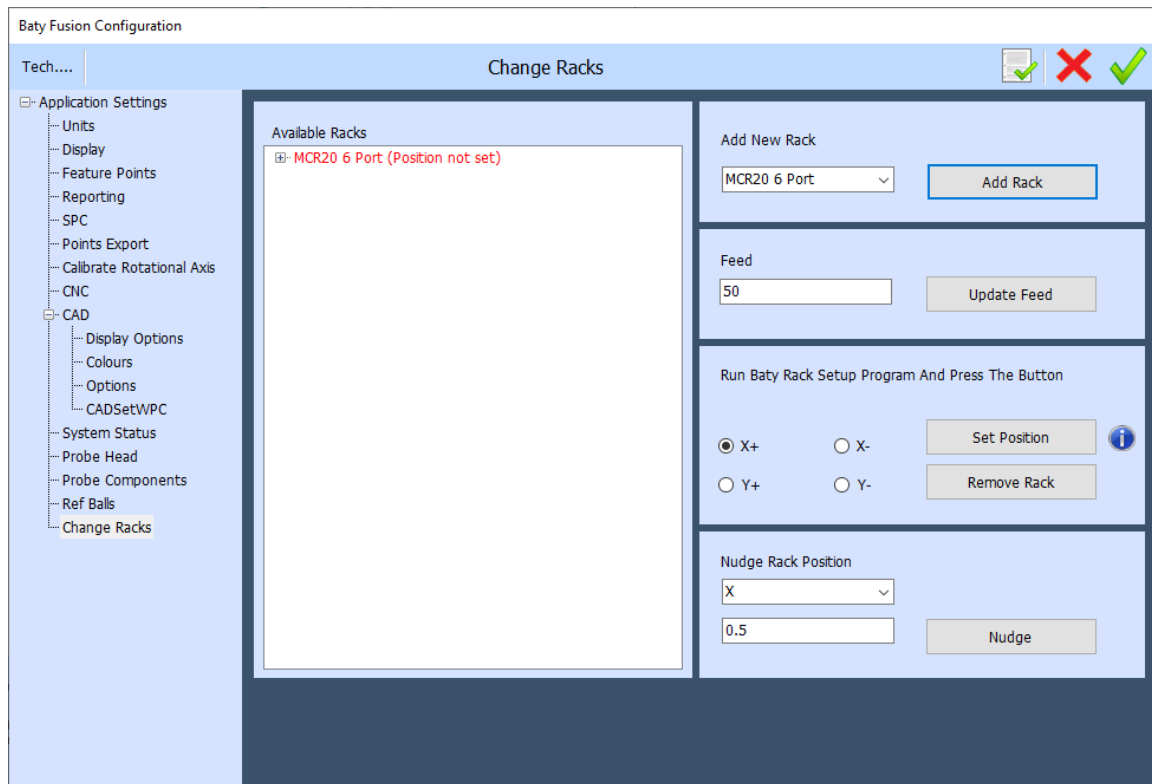 Baty Fusion Configuration
Tech....
Change Racks
Application Settings
Units
Display
Feature Points
Reporting
SPC
Points Export
Calibrate Rotational Axis
CNC
CAD
Display Options
Colours
Options
CADSetWPC
System Status
Probe Head
Probe Components
Ref Balls
Change Racks
Available Racks
MCR20 6 Port (Position not set)
Add New Rack
MCR20 6 Port
Add Rack
Feed
50
Update Feed
Run Baty Rack Setup Program And Press The Button
X+
X-
Set Position
Y+
Y-
Remove Rack
Nudge Rack Position
X
0.5
Nudge